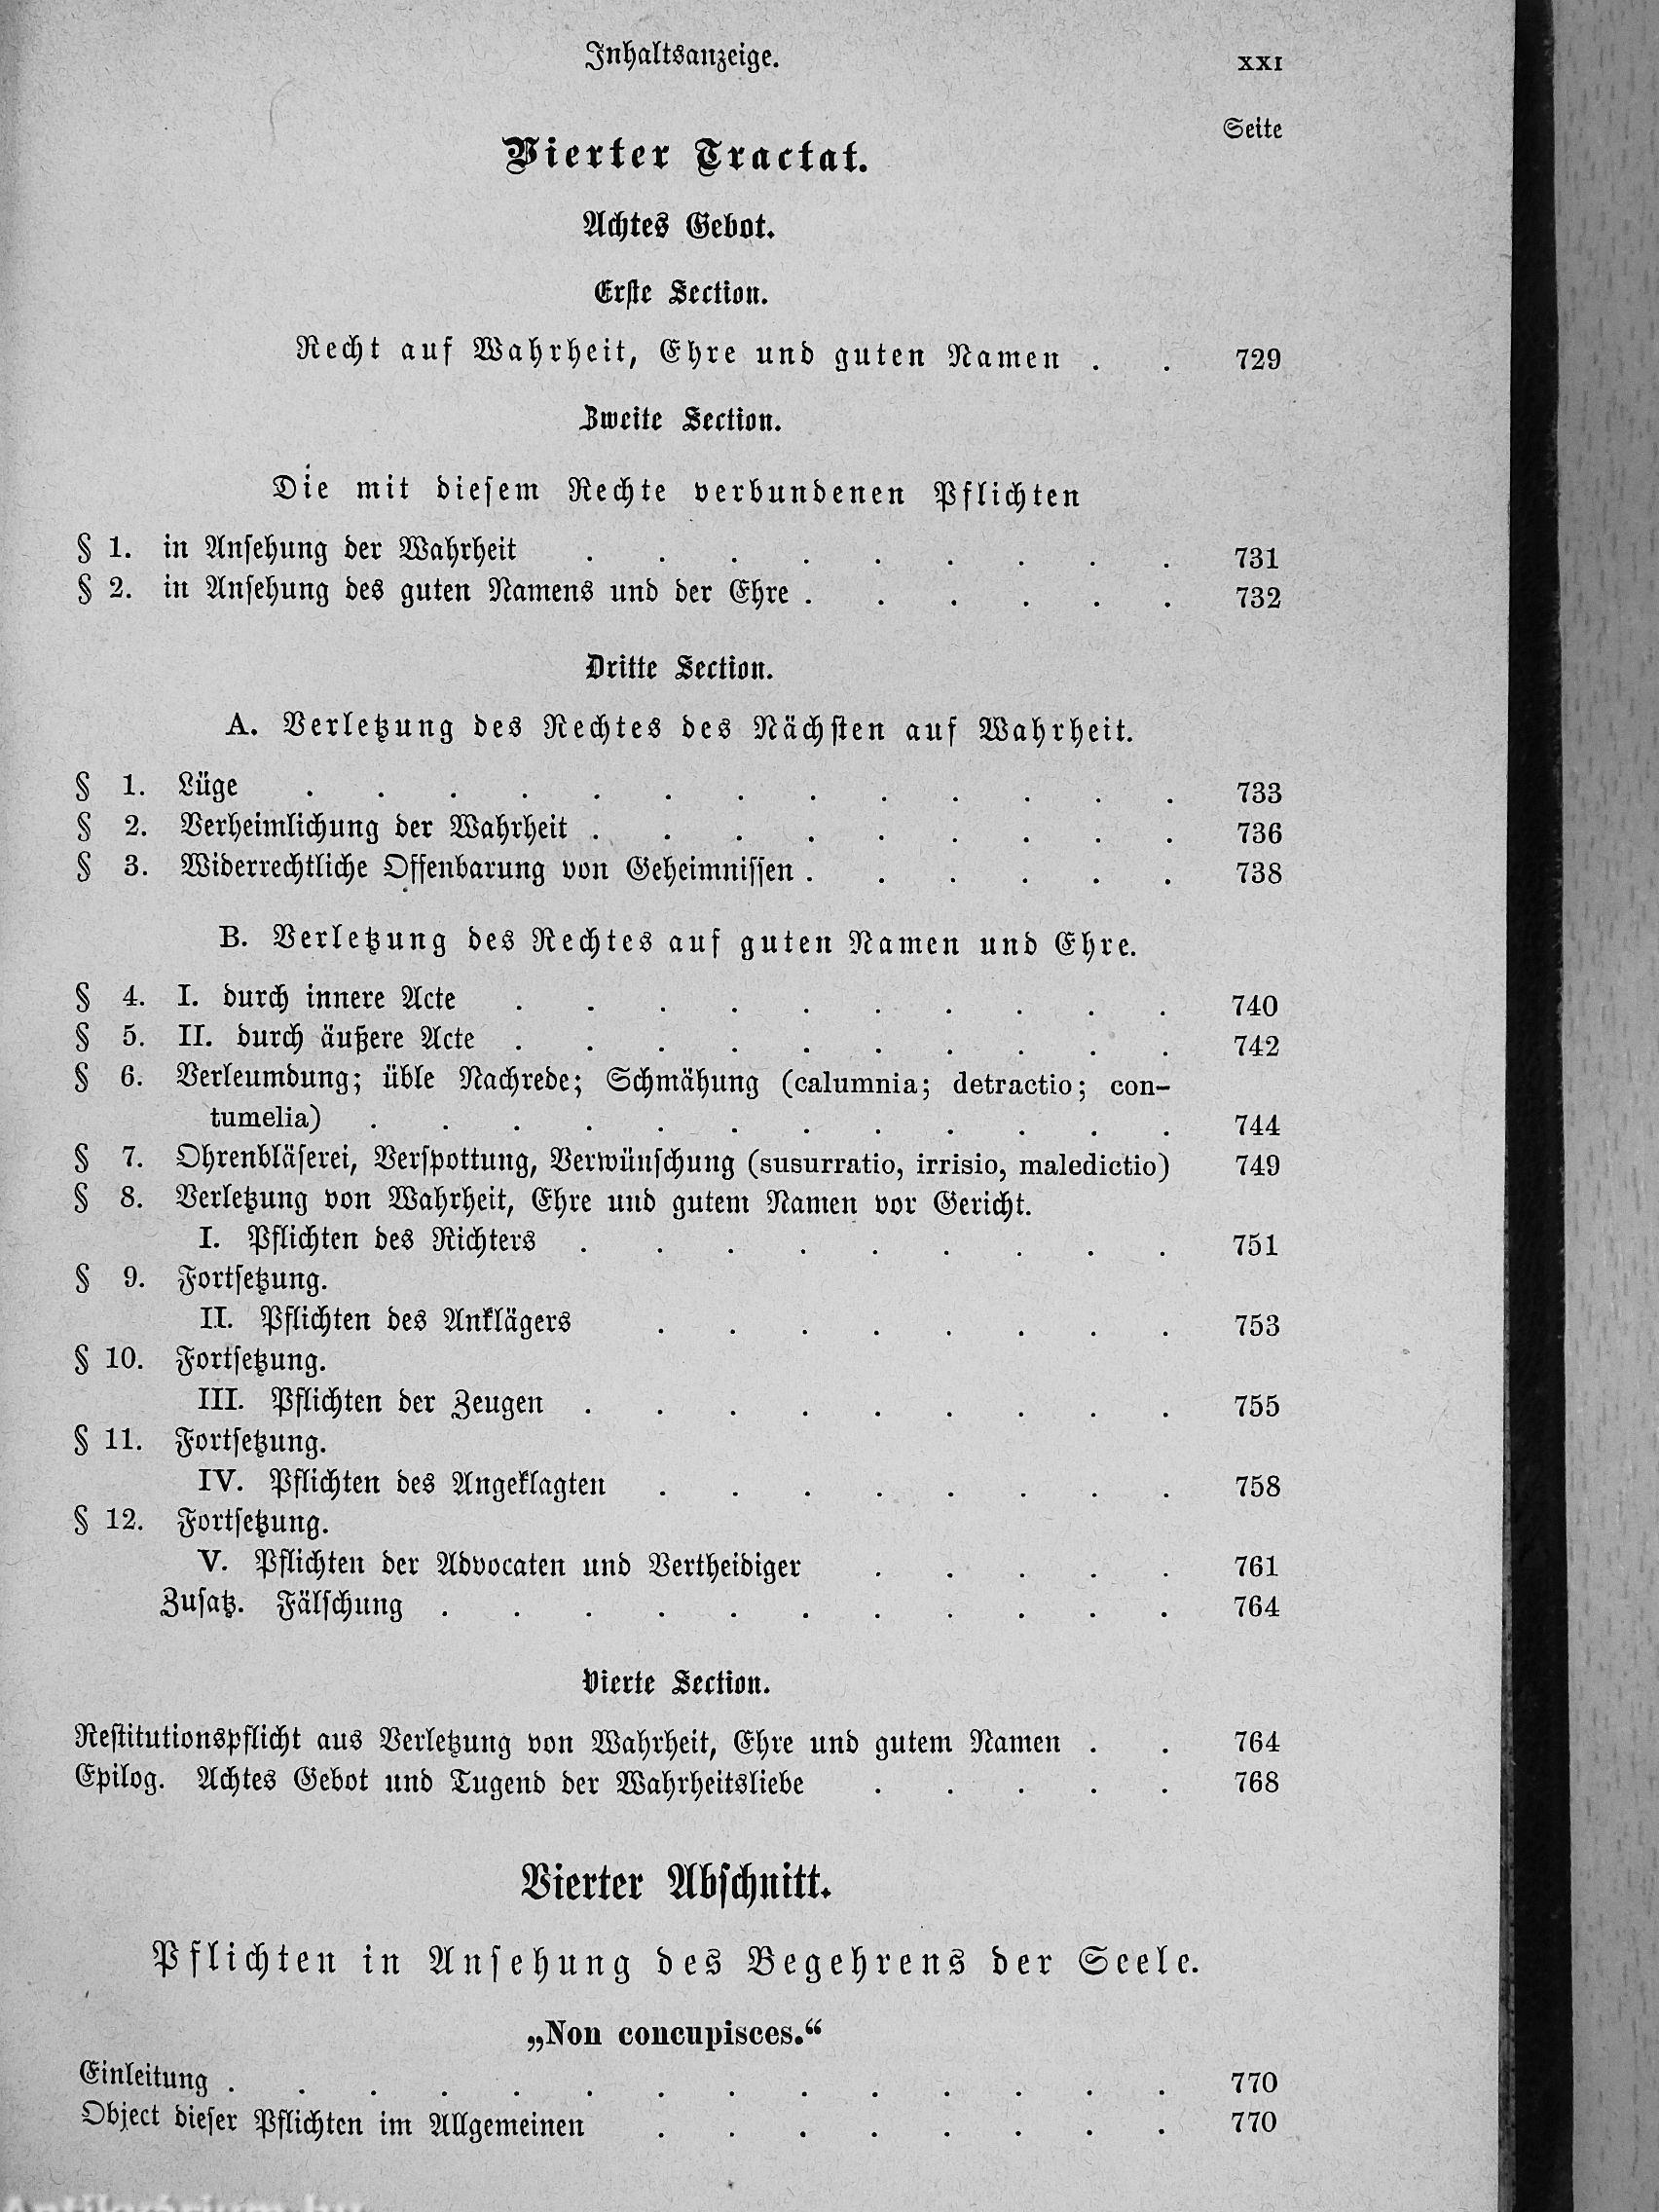 Inhaltsanzeige. XXI
Seite
Vierter Tractat.
Achtes Gebot.
Erste Section.
Recht auf Wahrheit, Ehre und guten Namen . . 729
Zweite Section.
Die mit diesem Rechte verbundenen Pflichten
§ 1. in Ansehung der Wahrheit . . . . . . . . . 731
§ 2. in Ansehung des guten Namens und der Ehre . . . . . . 732
Dritte Section.
A. Verletzung des Rechtes des Nächsten auf Wahrheit.
§ 1. Lüge . . . . . . . . . . . . . 733
§ 2. Verheimlichung der Wahrheit . . . . . . . . . 736
§ 3. Widerrechtliche Offenbarung von Geheimnissen . . . . . . 738
B. Verletzung des Rechtes auf guten Namen und Ehre.
§ 4. I. durch innere Acte . . . . . . . . . . 740
§ 5. II. durch äußere Acte . . . . . . . . . . 742
§ 6. Verleumdung; üble Nachrede; Schmähung (calumnia; detractio; con-
tumelia) . . . . . . . . . . . . 744
§ 7. Ohrenbläserei, Verspottung, Verwünschung (susurratio, irrisio, maledictio) 749
§ 8. Verletzung von Wahrheit, Ehre und gutem Namen vor Gericht.
I. Pflichten des Richters . . . . . . . . . 751
§ 9. Fortsetzung.
II. Pflichten des Anklägers . . . . . . . . 753
§ 10. Fortsetzung.
III. Pflichten der Zeugen . . . . . . . . . 755
§ 11. Fortsetzung.
IV. Pflichten des Angeklagten . . . . . . . . 758
§ 12. Fortsetzung.
V. Pflichten der Advocaten und Vertheidiger . . . . . 761
Zusatz. Fälschung . . . . . . . . . . . 764
Vierte Section.
Restitutionspflicht aus Verletzung von Wahrheit, Ehre und gutem Namen . . 764
Epilog. Achtes Gebot und Tugend der Wahrheitsliebe . . . . . 768
Vierter Abschnitt.
Pflichten in Ansehung des Begehrens der Seele.
„Non concupisces.“
Einleitung . . . . . . . . . . . . . . 770
Object dieser Pflichten im Allgemeinen . . . . . . . . 770